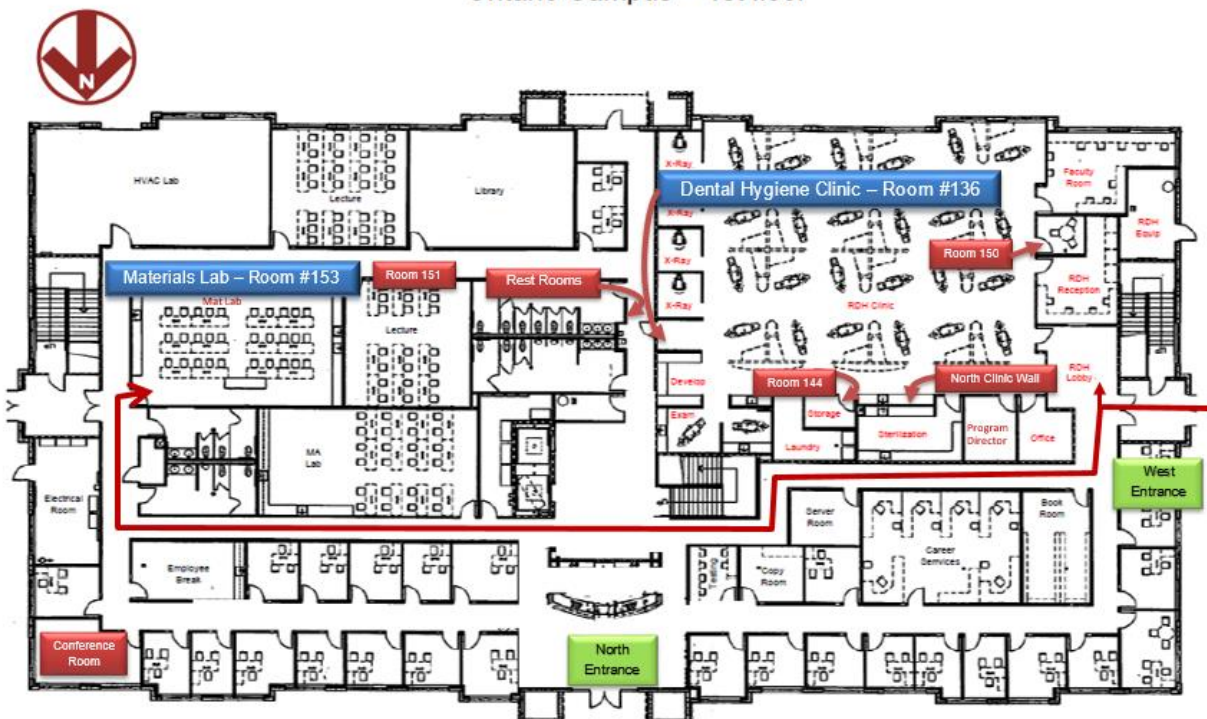 N
HVAC Lab
Lecture
Library
X-Ray
Dental Hygiene Clinic – Room #136
X-Ray
X-Ray
X-Ray
Faculty
Room
RDH
Equip
Room 150
RDH
Reception
RDH Clinic
Materials Lab – Room #153
Mat Lab
Room 151
Lecture
Rest Rooms
Develop
Room 144
North Clinic Wall
RDH
Lobby
Exam
Storage
Laundry
Sterilization
Program
Director
Office
MA
Lab
Electrical
Room
West
Entrance
Server
Room
Book
Room
Career
Services
Employee
Break
Testing
Copy
Room
Conference
Room
North
Entrance